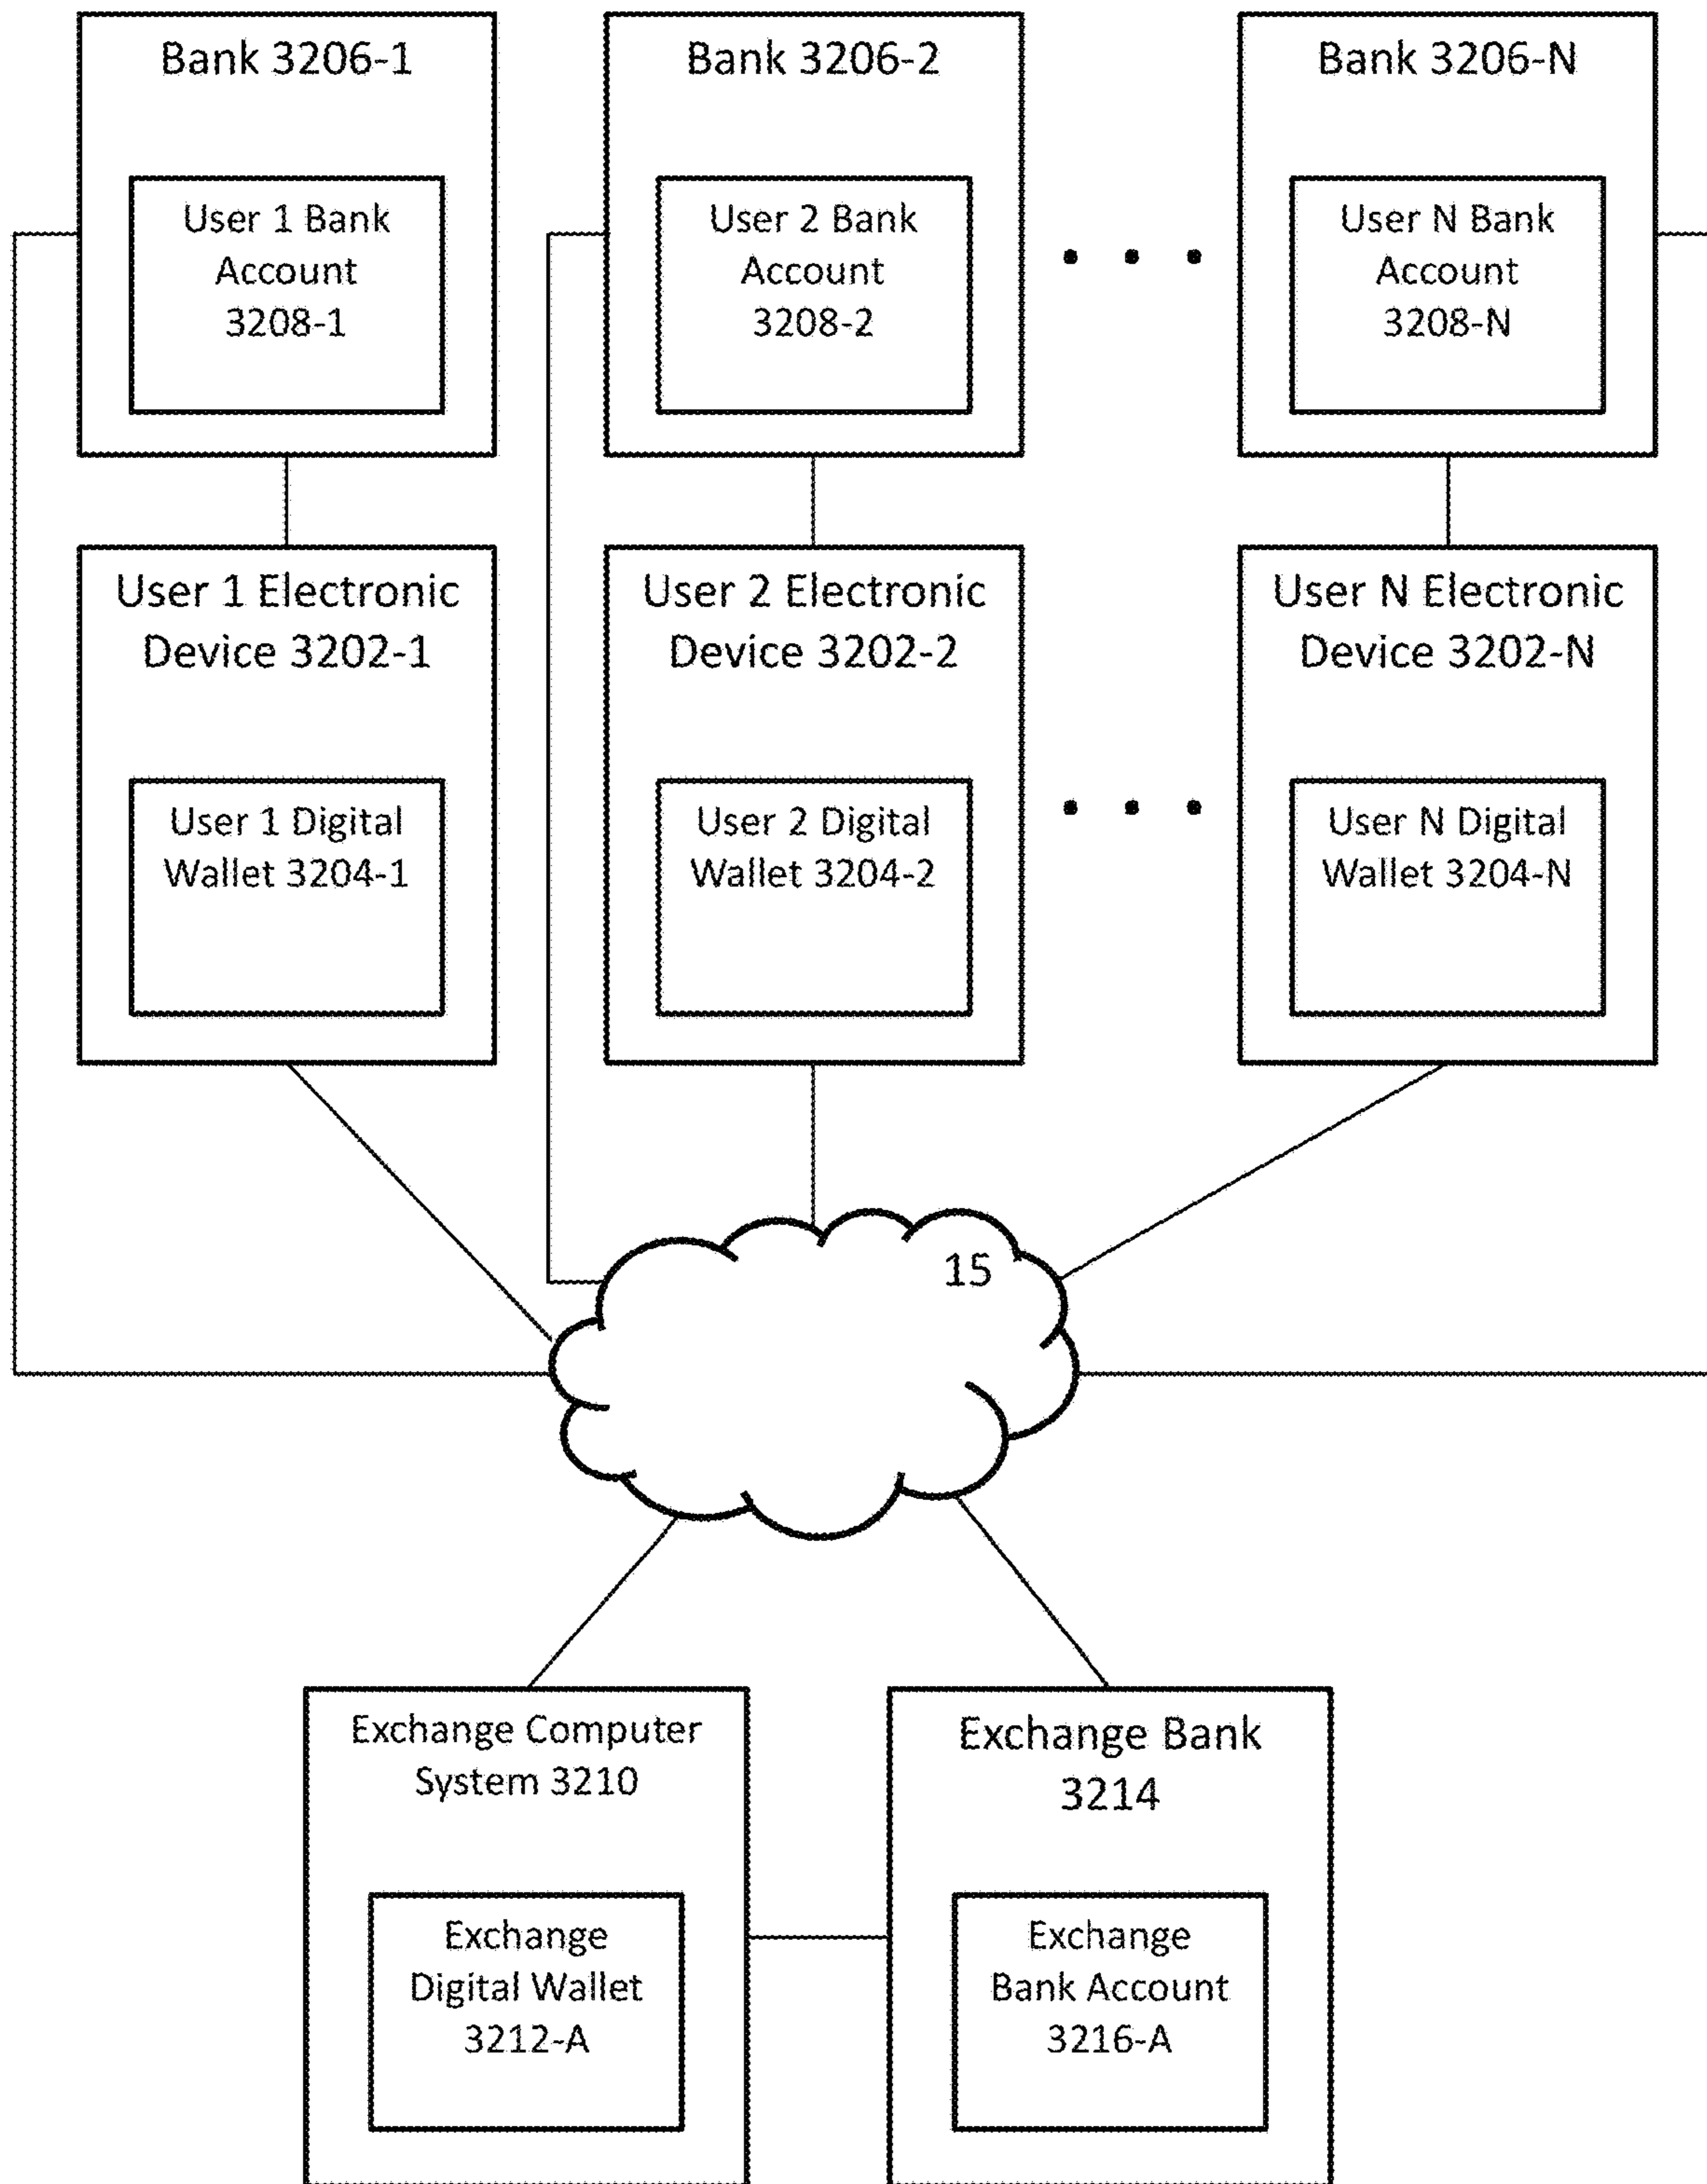 Bank 3206-1
User 1 Bank
Account
3208-1
Bank 3206-2
User 2 Bank
Account
3208-2
Bank 3206-N
User N Bank
Account
3208-N
User 1 Electronic
Device 3202-1
User 1 Digital
Wallet 3204-1
User 2 Electronic
Device 3202-2
User 2 Digital
Wallet 3204-2
User N Electronic
Device 3202-N
User N Digital
Wallet 3204-N
15
Exchange Computer
System 3210
Exchange
Digital Wallet
3212-A
Exchange Bank
3214
Exchange
Bank Account
3216-A